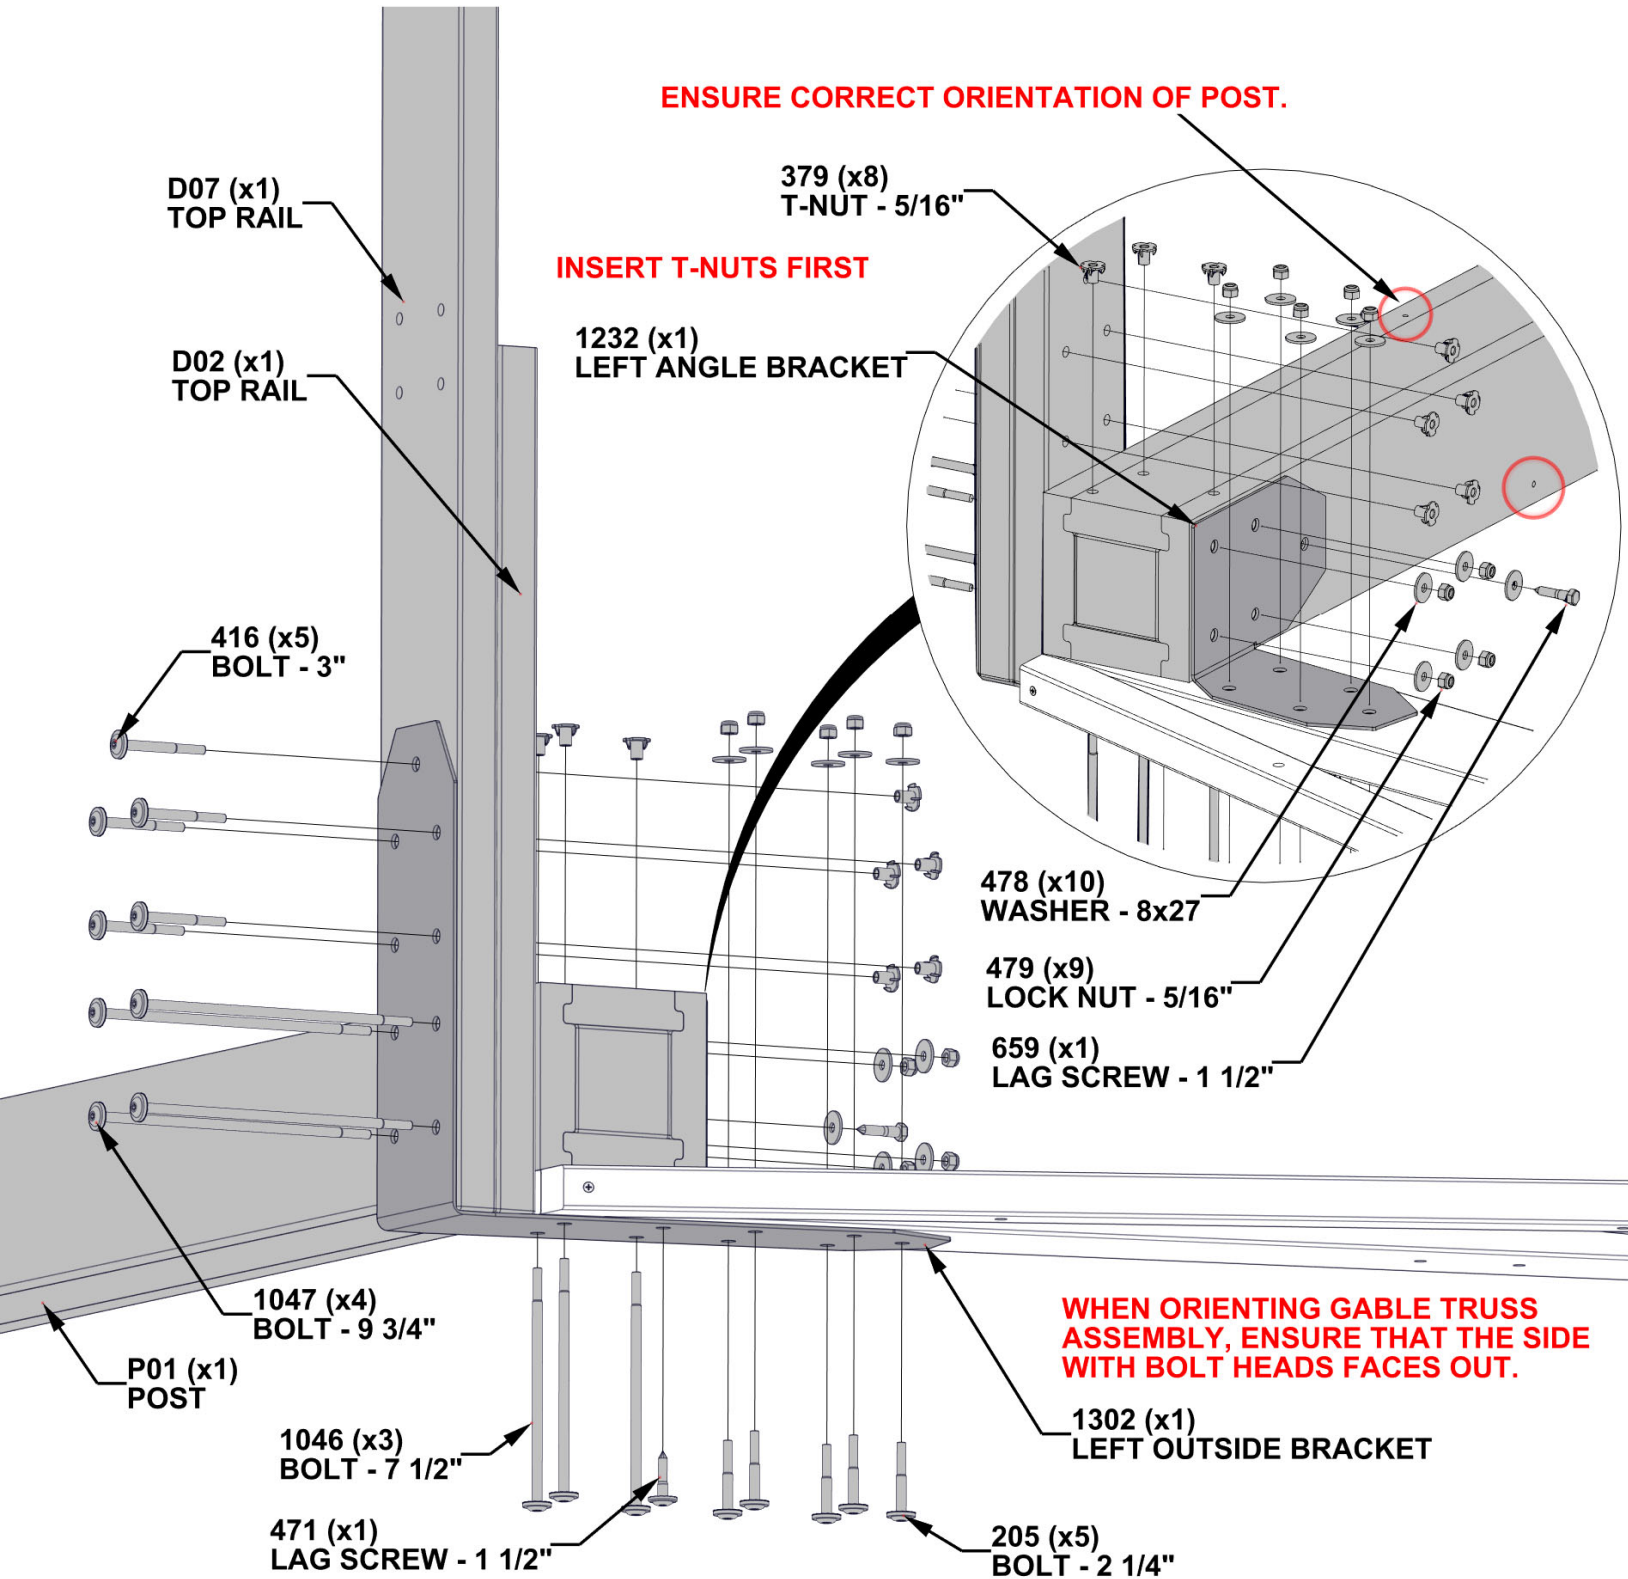 ENSURE CORRECT ORIENTATION OF POST.
D07 (x1)
TOP RAIL
379 (x8)
T-NUT - 5/16"
INSERT T-NUTS FIRST
D02 (x1)
TOP RAIL
1232 (x1)
LEFT ANGLE BRACKET
416 (x5)
BOLT - 3"
478 (x10)
WASHER - 8x27
479 (x9)
LOCK NUT - 5/16"
659 (x1)
LAG SCREW - 1 1/2"
1047 (x4)
BOLT - 9 3/4"
P01 (x1)
POST
WHEN ORIENTING GABLE TRUSS
ASSEMBLY, ENSURE THAT THE SIDE
WITH BOLT HEADS FACES OUT.
1046 (x3)
BOLT - 7 1/2"
1302 (x1)
LEFT OUTSIDE BRACKET
471 (x1)
LAG SCREW - 1 1/2"
205 (x5)
BOLT - 2 1/4"